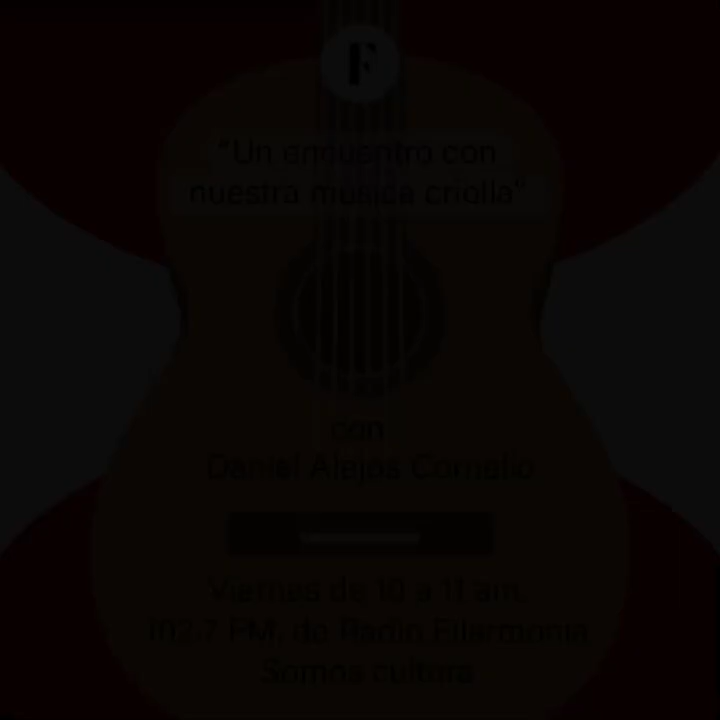 F
"Un encuentro con
nuestra música criolla"
con
Daniel Alejos Cornelio
Viernes de 10 a 11 am.
102.7 FM, de Radio Filarmonía
Somos cultura